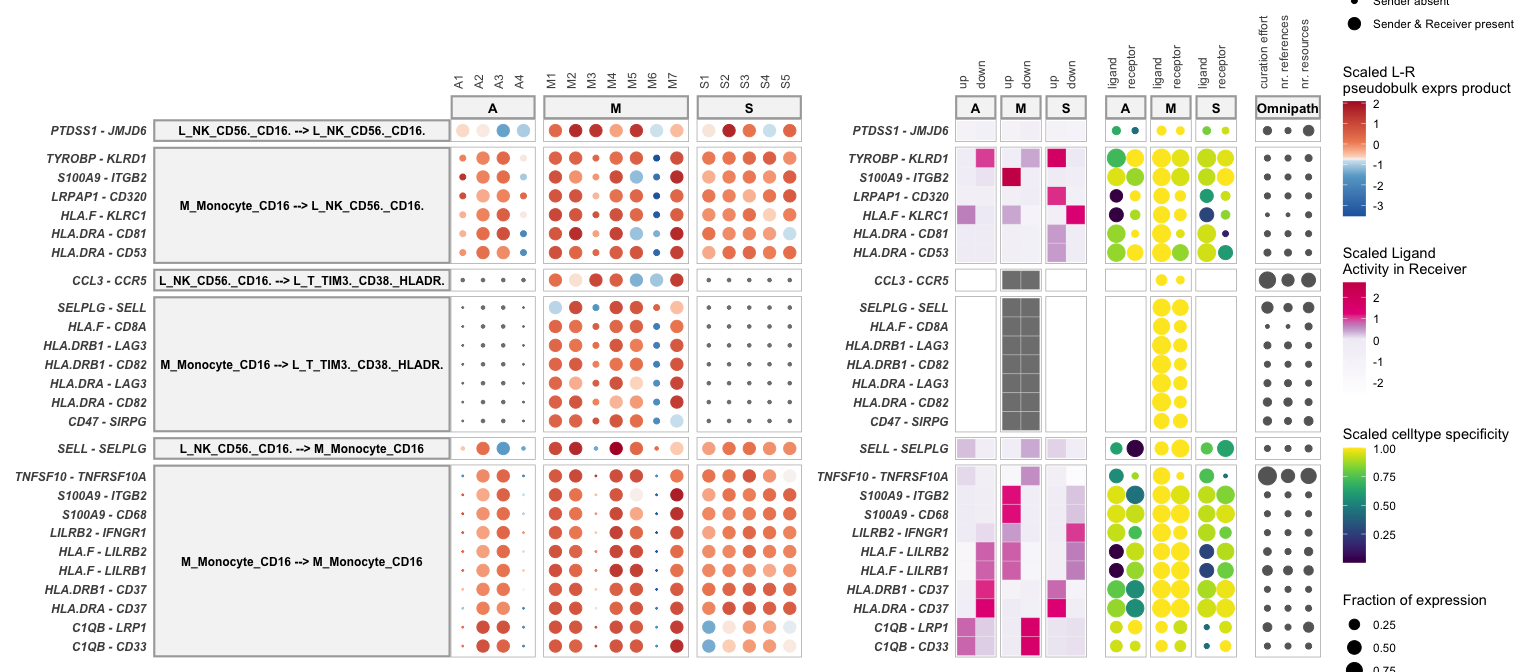 Sender absent
Sender & Receiver present
A1 A2 A3 A4 M1 M2 M3 M4 M5 M6 M7 S1 S2 S3 S4 S5
up down up down up down ligand receptor ligand receptor ligand receptor curation effort nr. references nr. resources
A M S A M S A M S Omnipath
PTDSS1 - JMJD6 L_NK_CD56._CD16. --> L_NK_CD56._CD16. PTDSS1 - JMJD6
TYROBP - KLRD1 TYROBP - KLRD1
S100A9 - ITGB2 S100A9 - ITGB2
LRPAP1 - CD320 LRPAP1 - CD320
M_Monocyte_CD16 --> L_NK_CD56._CD16.
HLA.F - KLRC1 HLA.F - KLRC1
HLA.DRA - CD81 HLA.DRA - CD81
HLA.DRA - CD53 HLA.DRA - CD53
CCL3 - CCR5 L_NK_CD56._CD16. --> L_T_TIM3._CD38._HLADR. CCL3 - CCR5
SELPLG - SELL SELPLG - SELL
HLA.F - CD8A HLA.F - CD8A
HLA.DRB1 - LAG3 HLA.DRB1 - LAG3
HLA.DRB1 - CD82 M_Monocyte_CD16 --> L_T_TIM3._CD38._HLADR. HLA.DRB1 - CD82
HLA.DRA - LAG3 HLA.DRA - LAG3
HLA.DRA - CD82 HLA.DRA - CD82
CD47 - SIRPG CD47 - SIRPG
SELL - SELPLG L_NK_CD56._CD16. --> M_Monocyte_CD16 SELL - SELPLG
TNFSF10 - TNFRSF10A TNFSF10 - TNFRSF10A
S100A9 - ITGB2 S100A9 - ITGB2
S100A9 - CD68 S100A9 - CD68
LILRB2 - IFNGR1 LILRB2 - IFNGR1
HLA.F - LILRB2 HLA.F - LILRB2
M_Monocyte_CD16 --> M_Monocyte_CD16
HLA.F - LILRB1 HLA.F - LILRB1
HLA.DRB1 - CD37 HLA.DRB1 - CD37
HLA.DRA - CD37 HLA.DRA - CD37
C1QB - LRP1 C1QB - LRP1
C1QB - CD33 C1QB - CD33
Scaled L-R
pseudobulk exprs product
2
1
0
-1
-2
-3
Scaled Ligand
Activity in Receiver
2
1
0
-1
-2
Scaled celltype specificity
1.00
0.75
0.50
0.25
Fraction of expression
0.25
0.50
0.75